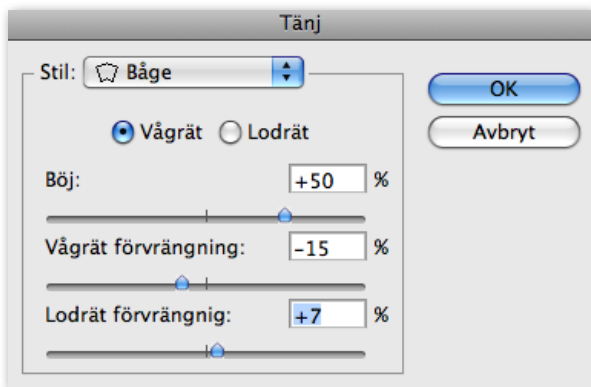 Tänj
Stil: Båge
OK
Vågrät Lodrät
Avbryt
Böj: +50 %
Vågrät förvrängning: -15 %
Lodrät förvrängnig: +7 %